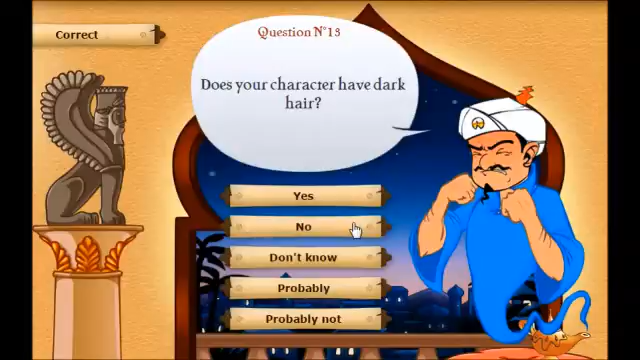 Correct
Question N°13
Does your character have dark
hair?
Yes
No
Don't know
Probably
Probably not